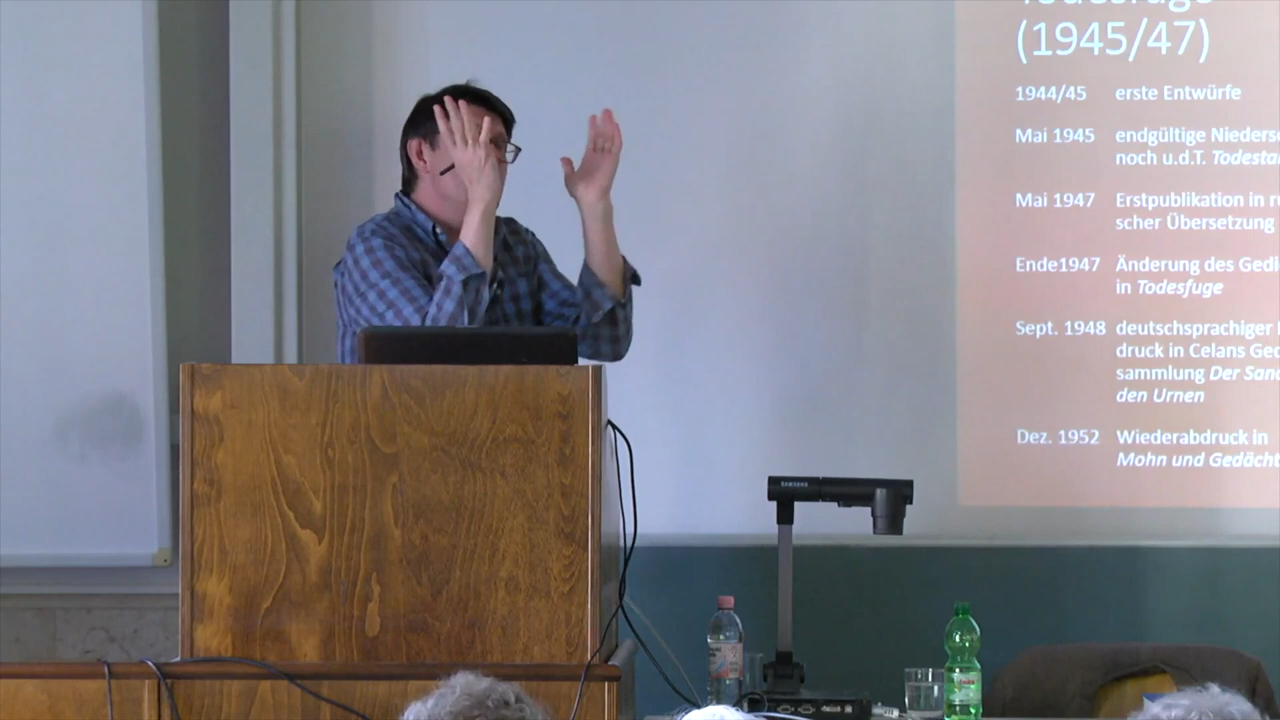 (1945/47)
1944/45 erste Entwürfe
Mai 1945 endgültige
noch u.d.T.
Mai 1947 Erstpublikation in
scher Übersetzung
Ende1947 Änderung des
in Todesfuge
Sept. 1948 deutschsprachiger
druck in Celans
sammlung Der
den Urnen
Dez. 1952 Wiederabdruck in
Mohn und
SAMSUNG